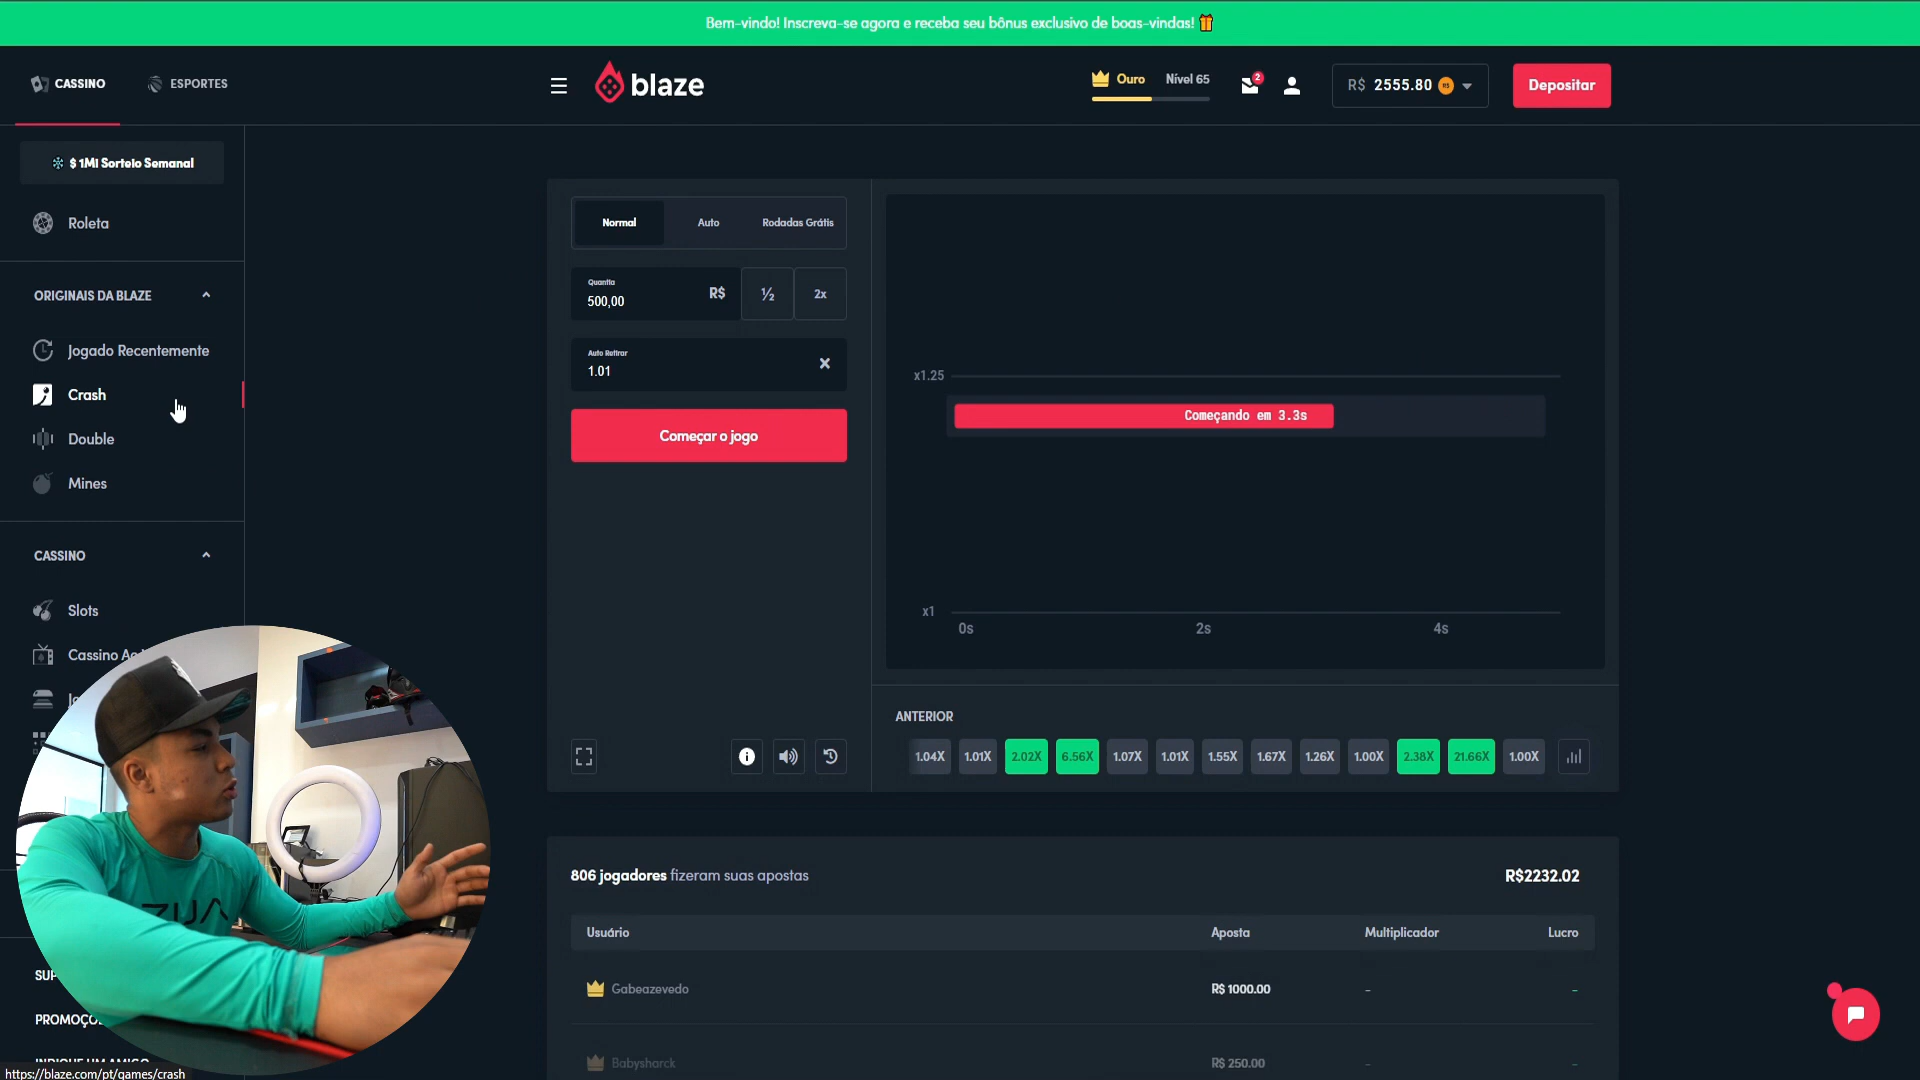 Bem-vindo! Inscreva-se agora e receba seu bônus exclusivo de boas-vindas!
CASSINO
ESPORTES
blaze
Ouro
Nível 65
2
R$ 2555.80 R$
Depositar
$ 1Mi Sorteio Semanal
Roleta
ORIGINAIS DA BLAZE
Jogado Recentemente
Crash
Double
Mines
CASSINO
Slots
Cassino Ao
SUP
PROMOÇÕ
INDIQUE UM AMIGO
https://blaze.com/pt/games/crash
Normal
Auto
Rodadas Grátis
Quantia
500,00
R$
½
2x
Auto Retirar
1.01
Começar o jogo
x1.25
Começando em 3.3s
x1
0s
2s
4s
ANTERIOR
1.04X
1.01X
2.02X
6.56X
1.07X
1.01X
1.55X
1.67X
1.26X
1.00X
2.38X
21.66X
1.00X
806 jogadores fizeram suas apostas
R$2232.02
Usuário
Aposta
Multiplicador
Lucro
Gabeazevedo
R$ 1000.00
-
-
Babysharck
R$ 250.00
-
-